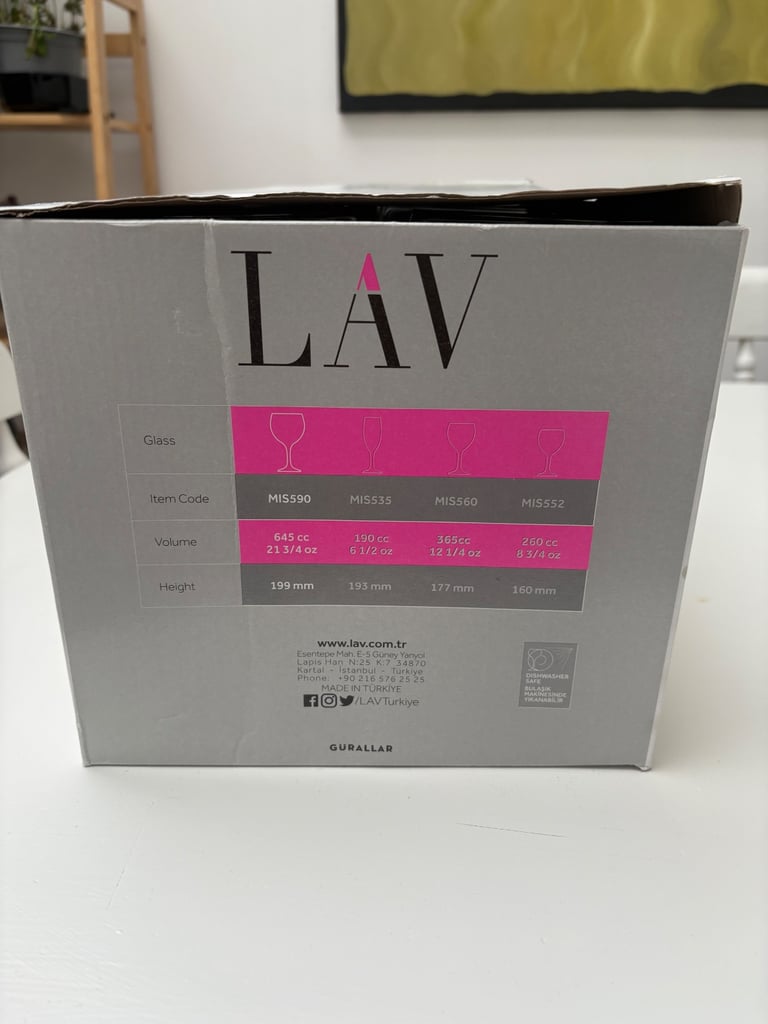 LAV
Glass
Item Code MIS590 MIS535 MIS560 MIS552
Volume 645 cc 190 cc 365cc 260 cc
21 3/4 oz 6 1/2 oz 12 1/4 oz 8 3/4 oz
Height 199 mm 193 mm 177 mm 160 mm
www.lav.com.tr
Esentepe Mah. E-5 Güney Yanyol
Lapis Han N:25 K:7 34870
Kartal - İstanbul - Türkiye
Phone: +90 216 576 25 25
MADE IN TÜRKİYE
/LAVTurkiye
DISHWASHER
SAFE
BULAŞIK
MAKİNESİNDE
YIKANABİLİR
GÜRALLAR